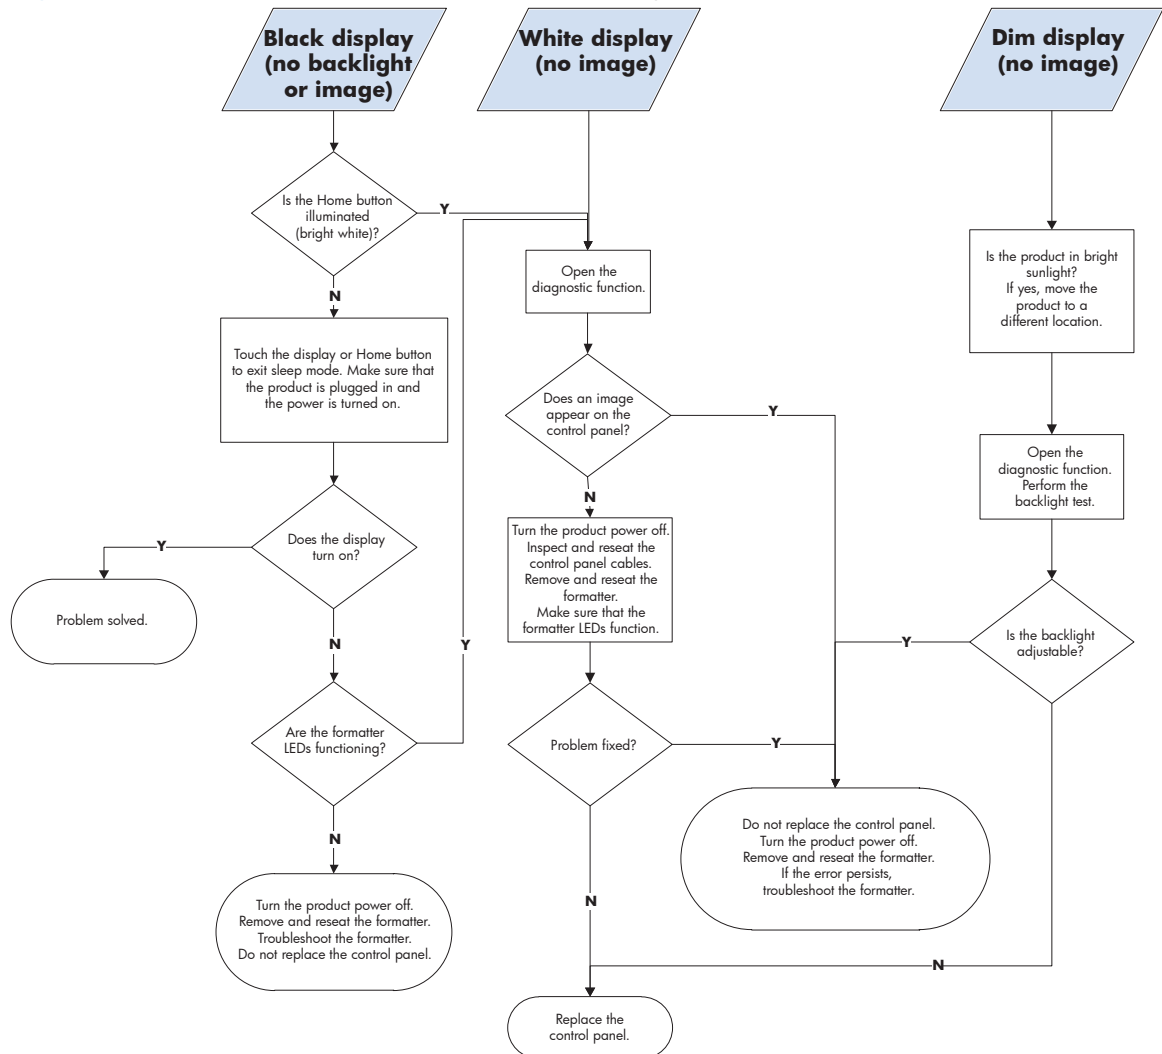 Black display
(no backlight
or image)
White display
(no image)
Dim display
(no image)
Is the Home button
illuminated
(bright white)?
Y
N
Touch the display or Home button
to exit sleep mode. Make sure that
the product is plugged in and
the power is turned on.
Does the display
turn on?
Y
Problem solved.
N
Are the formatter
LEDs functioning?
Y
N
Turn the product power off.
Remove and reseat the formatter.
Troubleshoot the formatter.
Do not replace the control panel.
Open the
diagnostic function.
Does an image
appear on the
control panel?
Y
N
Turn the product power off.
Inspect and reseat the
control panel cables.
Remove and reseat the
formatter.
Make sure that the
formatter LEDs function.
Problem fixed?
Y
N
Do not replace the control panel.
Turn the product power off.
Remove and reseat the formatter.
If the error persists,
troubleshoot the formatter.
Replace the
control panel.
Is the product in bright
sunlight?
If yes, move the
product to a
different location.
Open the
diagnostic function.
Perform the
backlight test.
Is the backlight
adjustable?
Y
N